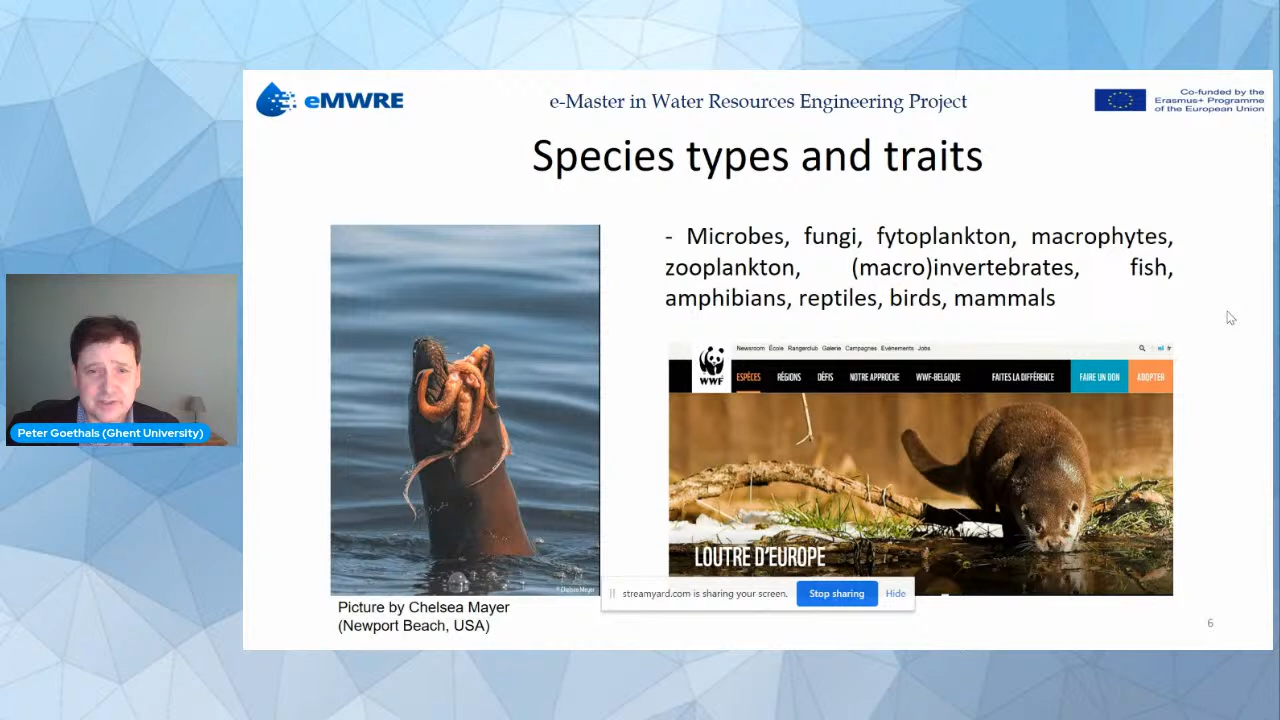 eMWRE
e-Master in Water Resources Engineering Project
Co-funded by the
Erasmus+ Programme
of the European Union
Species types and traits
- Microbes, fungi, fytoplankton, macrophytes,
zooplankton, (macro)invertebrates, fish,
amphibians, reptiles, birds, mammals
Newsroom École Rangerclub Galerie Campagnes Evénements Jobs
WWF ESPÈCES RÉGIONS DÉFIS NOTRE APPROCHE WWF-BELGIQUE FAITES LA DIFFÉRENCE FAIRE UN DON ADOPTER
Peter Goethals (Ghent University)
LOUTRE D'EUROPE
© Chelsea Mayer
streamyard.com is sharing your screen. Stop sharing Hide
Picture by Chelsea Mayer
(Newport Beach, USA)
6